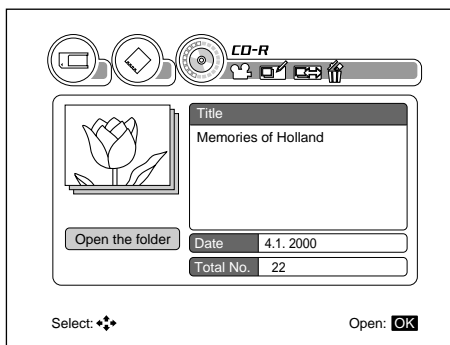 CD-R
Title
Memories of Holland
Open the folder
Date 4.1. 2000
Total No. 22
Select: Open: OK